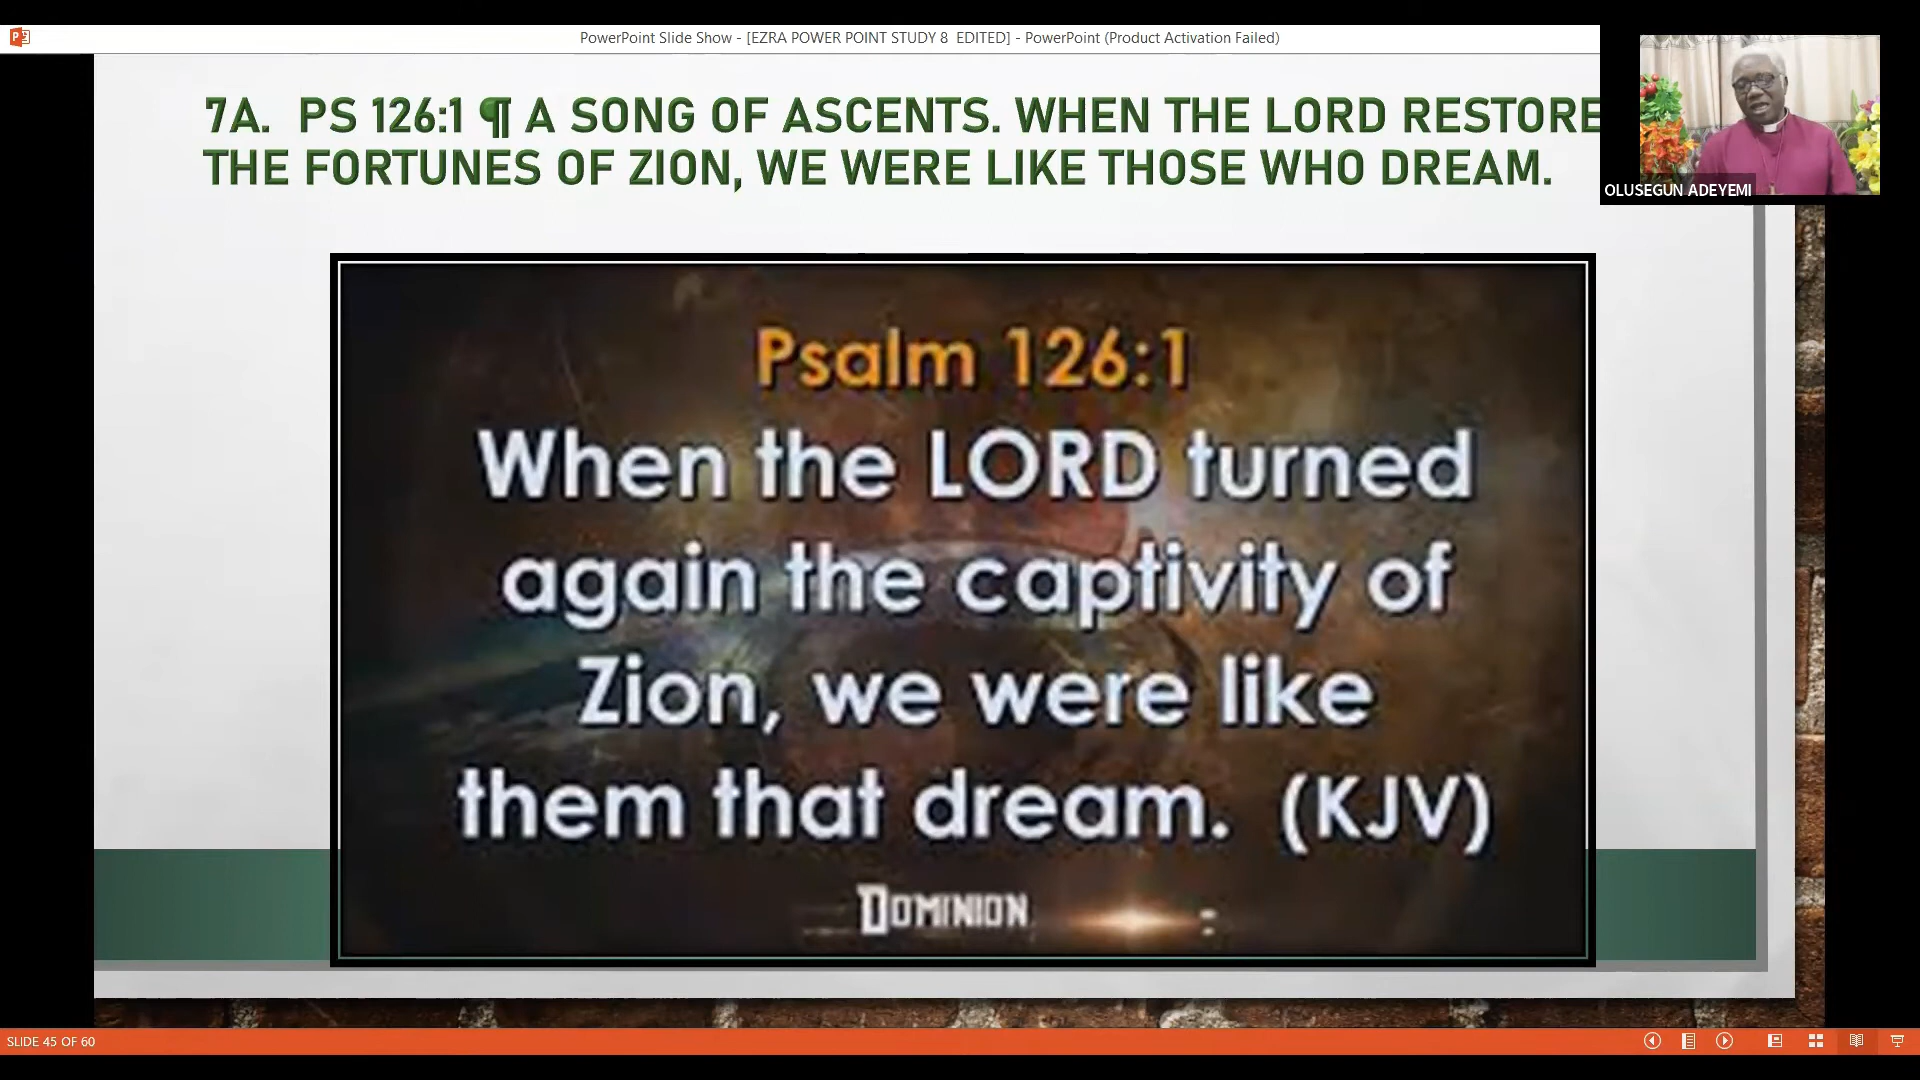 PowerPoint Slide Show - [EZRA POWER POINT STUDY 8 EDITED] - PowerPoint (Product Activation Failed)
7A. PS 126:1 ¶ A SONG OF ASCENTS. WHEN THE LORD RESTORE
THE FORTUNES OF ZION, WE WERE LIKE THOSE WHO DREAM.
OLUSEGUN ADEYEMI
Psalm 126:1
When the LORD turned
again the captivity of
Zion, we were like
them that dream. (KJV)
DOMINION
SLIDE 45 OF 60